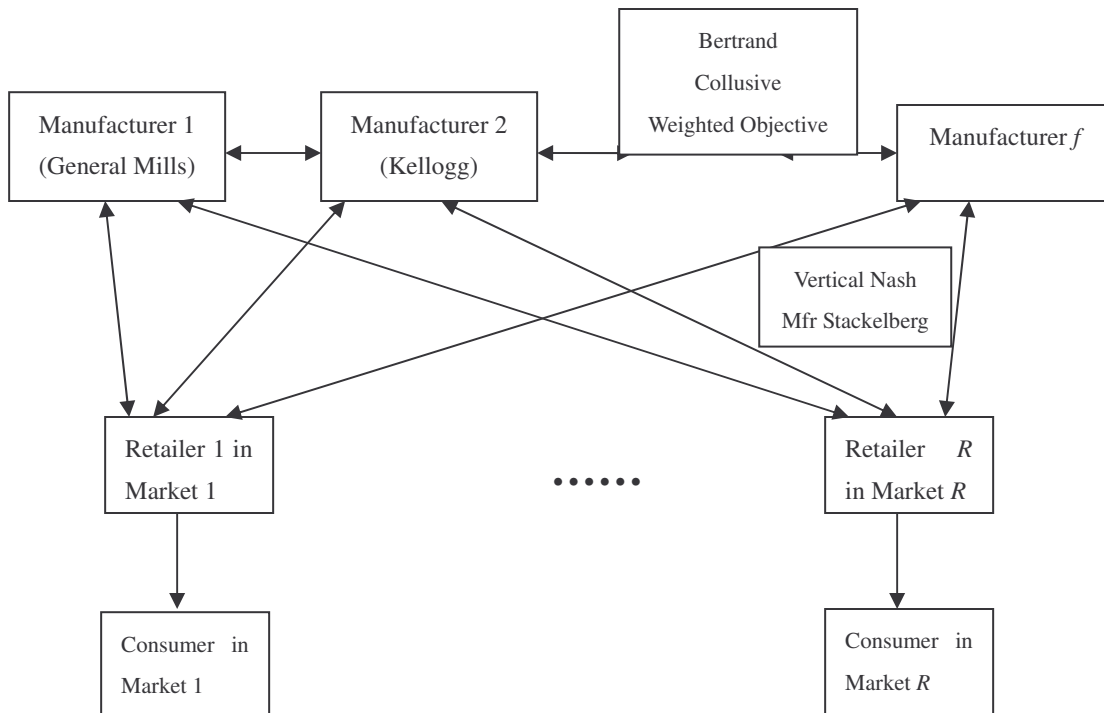 Bertrand
Collusive
Weighted Objective
Manufacturer 1
(General Mills)
Manufacturer 2
(Kellogg)
Manufacturer f
Vertical Nash
Mfr Stackelberg
Retailer 1 in
Market 1
......
Retailer R
in Market R
Consumer in
Market 1
Consumer in
Market R